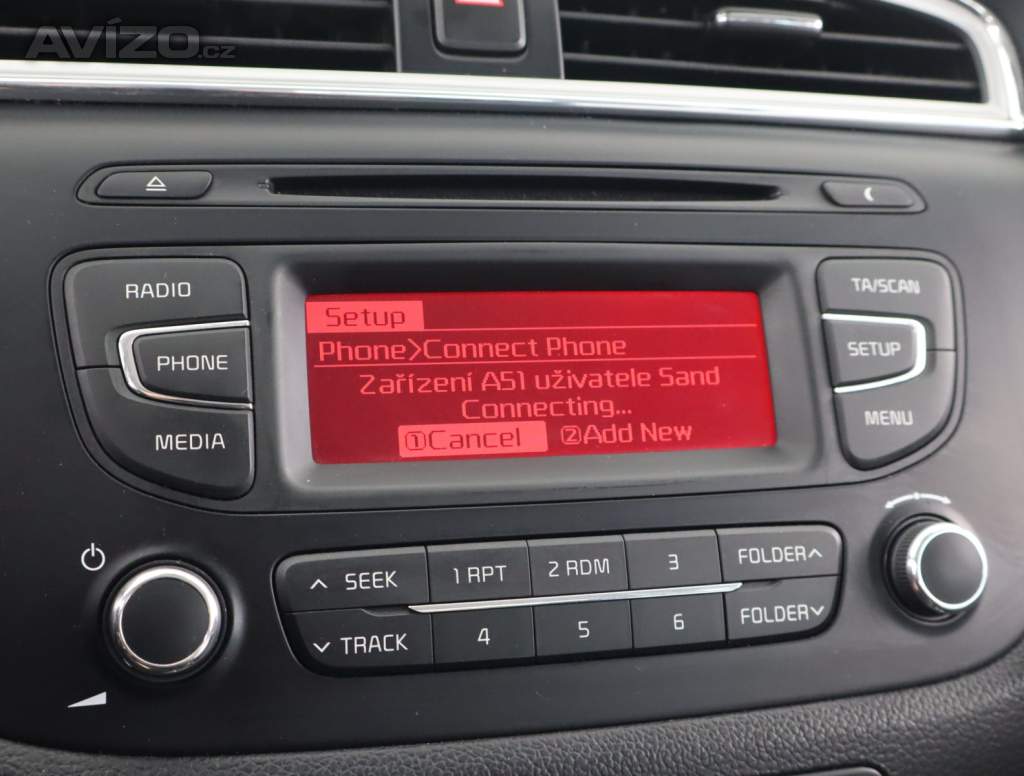 AVÍZO.cz
Setup
Phone>Connect Phone
Zařízení A51 uživatele Sand
Connecting...
①Cancel ②Add New
RADIO
PHONE
MEDIA
TA/SCAN
SETUP
MENU
SEEK 1 RPT 2 RDM 3 FOLDER
TRACK 4 5 6 FOLDER